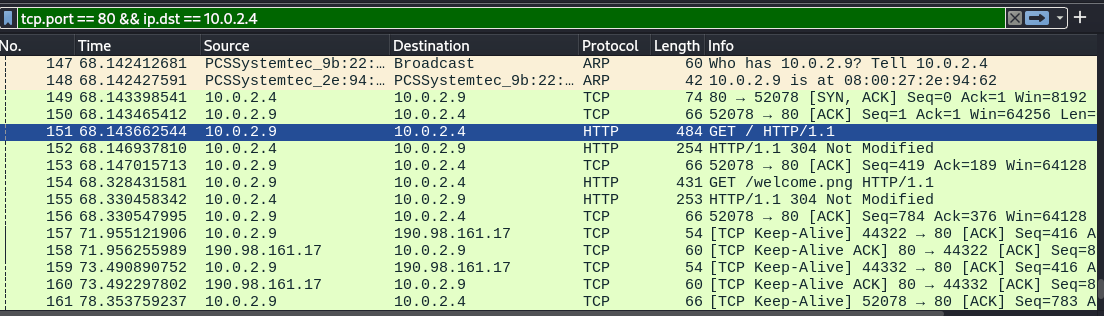 tcp.port == 80 && ip.dst == 10.0.2.4
No. Time Source Destination Protocol Length Info
147 68.142412681 PCSSystemtec_9b:22:… Broadcast ARP 60 Who has 10.0.2.9? Tell 10.0.2.4
148 68.142427591 PCSSystemtec_2e:94:… PCSSystemtec_9b:22:… ARP 42 10.0.2.9 is at 08:00:27:2e:94:62
149 68.143398541 10.0.2.4 10.0.2.9 TCP 74 80 → 52078 [SYN, ACK] Seq=0 Ack=1 Win=8192
150 68.143465412 10.0.2.9 10.0.2.4 TCP 66 52078 → 80 [ACK] Seq=1 Ack=1 Win=64256 Len=
151 68.143662544 10.0.2.9 10.0.2.4 HTTP 484 GET / HTTP/1.1
152 68.146937810 10.0.2.4 10.0.2.9 HTTP 254 HTTP/1.1 304 Not Modified
153 68.147015713 10.0.2.9 10.0.2.4 TCP 66 52078 → 80 [ACK] Seq=419 Ack=189 Win=64128
154 68.328431581 10.0.2.9 10.0.2.4 HTTP 431 GET /welcome.png HTTP/1.1
155 68.330458342 10.0.2.4 10.0.2.9 HTTP 253 HTTP/1.1 304 Not Modified
156 68.330547995 10.0.2.9 10.0.2.4 TCP 66 52078 → 80 [ACK] Seq=784 Ack=376 Win=64128
157 71.955121906 10.0.2.9 190.98.161.17 TCP 54 [TCP Keep-Alive] 44322 → 80 [ACK] Seq=416 A
158 71.956255989 190.98.161.17 10.0.2.9 TCP 60 [TCP Keep-Alive ACK] 80 → 44322 [ACK] Seq=8
159 73.490890752 10.0.2.9 190.98.161.17 TCP 54 [TCP Keep-Alive] 44332 → 80 [ACK] Seq=416 A
160 73.492297802 190.98.161.17 10.0.2.9 TCP 60 [TCP Keep-Alive ACK] 80 → 44332 [ACK] Seq=8
161 78.353759237 10.0.2.9 10.0.2.4 TCP 66 [TCP Keep-Alive] 52078 → 80 [ACK] Seq=783 A